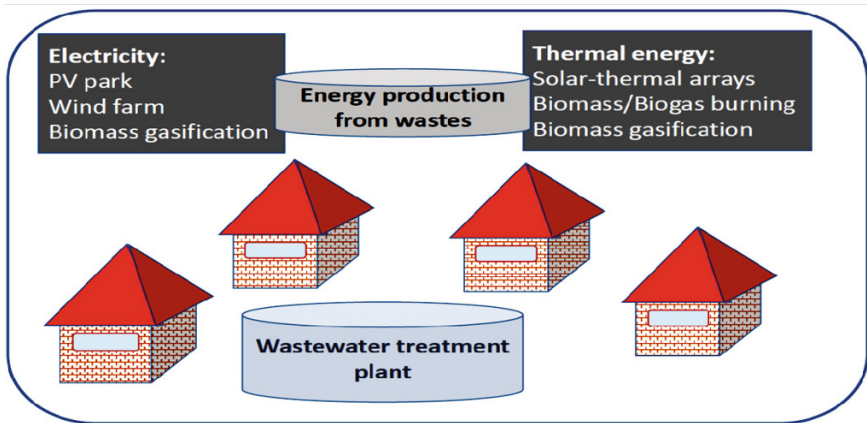 Electricity:
PV park
Wind farm
Biomass gasification
Energy production
from wastes
Thermal energy:
Solar-thermal arrays
Biomass/Biogas burning
Biomass gasification
Wastewater treatment
plant